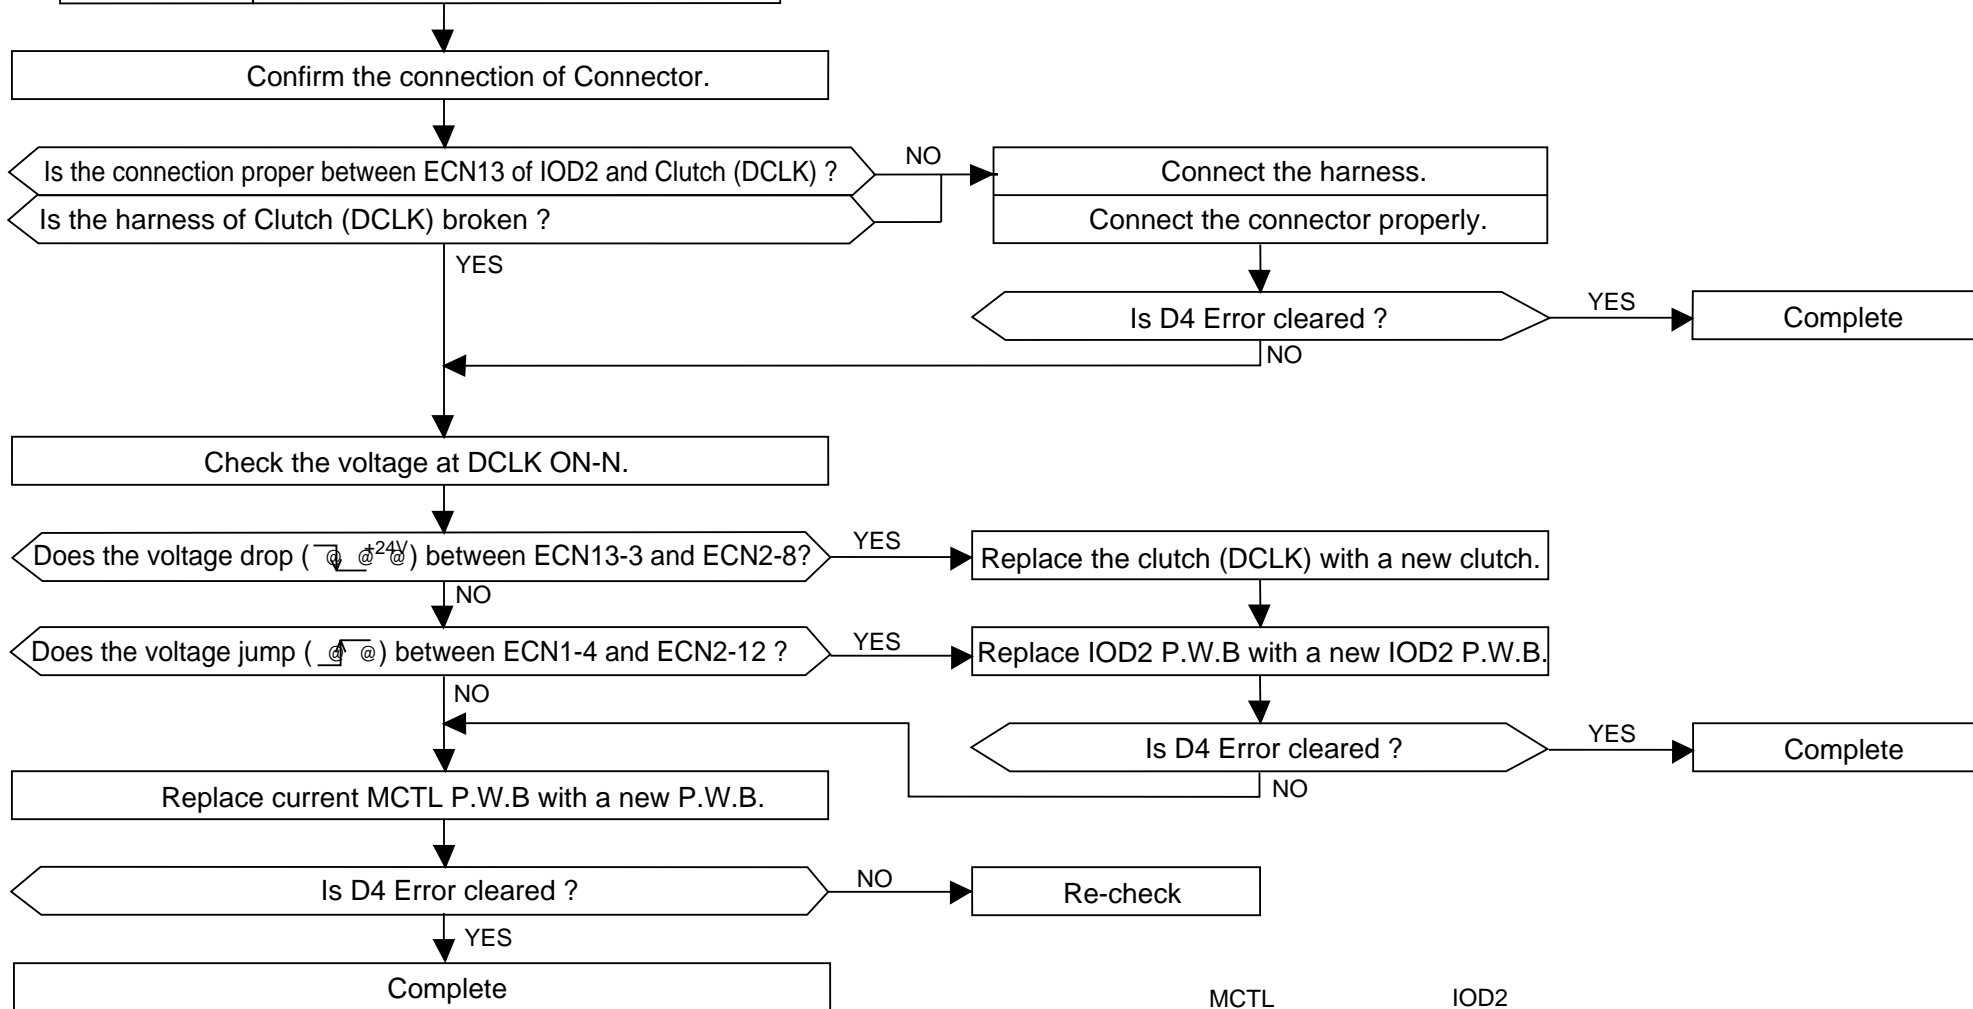 Confirm the connection of Connector.
Is the connection proper between ECN13 of IOD2 and Clutch (DCLK) ?
NO
Connect the harness.
Is the harness of Clutch (DCLK) broken ?
Connect the connector properly.
YES
Is D4 Error cleared ?
YES
Complete
NO
Check the voltage at DCLK ON-N.
Does the voltage drop ( @ @ +24V @) between ECN13-3 and ECN2-8?
YES
Replace the clutch (DCLK) with a new clutch.
NO
Does the voltage jump ( @ @) between ECN1-4 and ECN2-12 ?
YES
Replace IOD2 P.W.B with a new IOD2 P.W.B.
NO
Is D4 Error cleared ?
YES
Complete
NO
Replace current MCTL P.W.B with a new P.W.B.
Is D4 Error cleared ?
NO
Re-check
YES
Complete
MCTL
IOD2